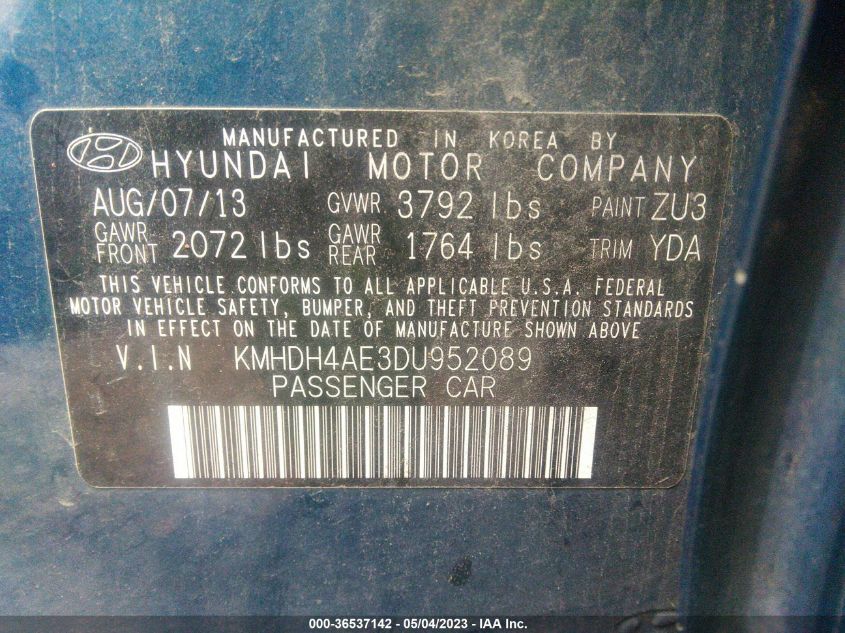 MANUFACTURED IN KOREA BY
HYUNDAI MOTOR COMPANY
AUG/07/13 GVWR 3792 lbs PAINT ZU3
GAWR FRONT 2072 lbs GAWR REAR 1764 lbs TRIM YDA
THIS VEHICLE CONFORMS TO ALL APPLICABLE U.S.A. FEDERAL
MOTOR VEHICLE SAFETY, BUMPER, AND THEFT PREVENTION STANDARDS
IN EFFECT ON THE DATE OF MANUFACTURE SHOWN ABOVE
V.I.N KMHDH4AE3DU952089
PASSENGER CAR
000-36537142 - 05/04/2023 - IAA Inc.